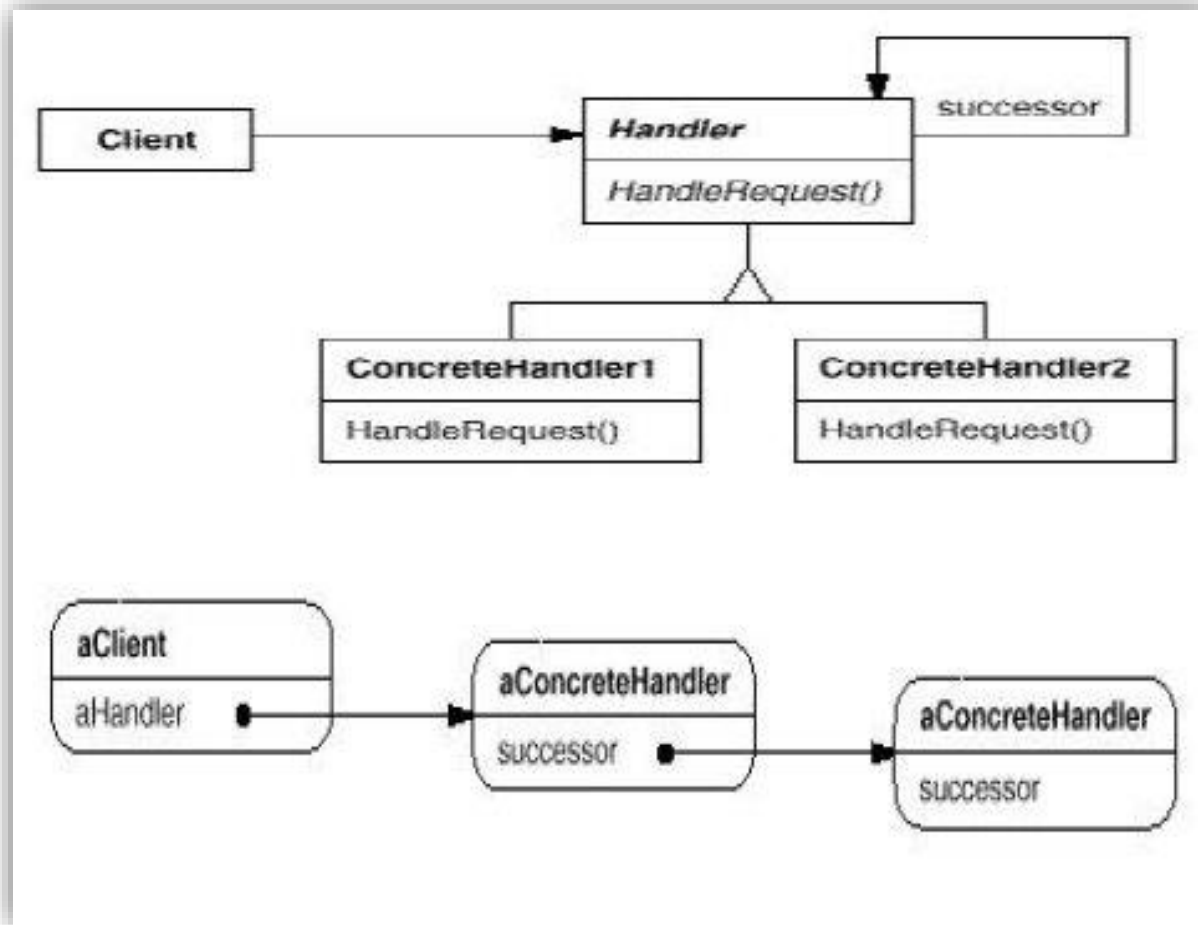 Client
Handler
successor
HandleRequest()
ConcreteHandler1
HandleRequest()
ConcreteHandler2
HandleRequest()
aClient
aHandler
aConcreteHandler
successor
aConcreteHandler
successor